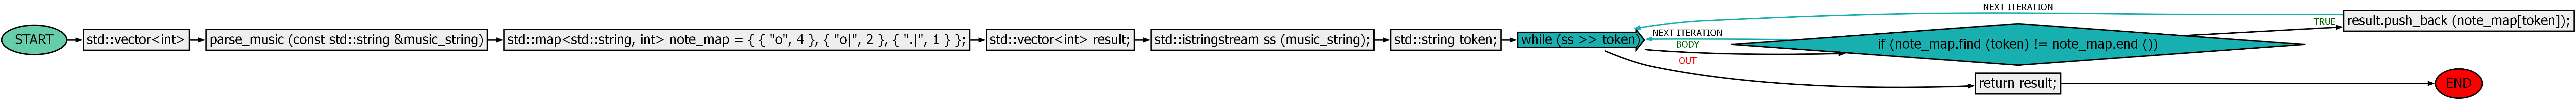 START
std::vector<int>
parse_music (const std::string &music_string)
std::map<std::string, int> note_map = { { "o", 4 }, { "o|", 2 }, { ".|", 1 } };
std::vector<int> result;
std::istringstream ss (music_string);
std::string token;
while (ss >> token)
NEXT ITERATION
NEXT ITERATION
BODY
OUT
if (note_map.find (token) != note_map.end ())
TRUE
result.push_back (note_map[token]);
return result;
END